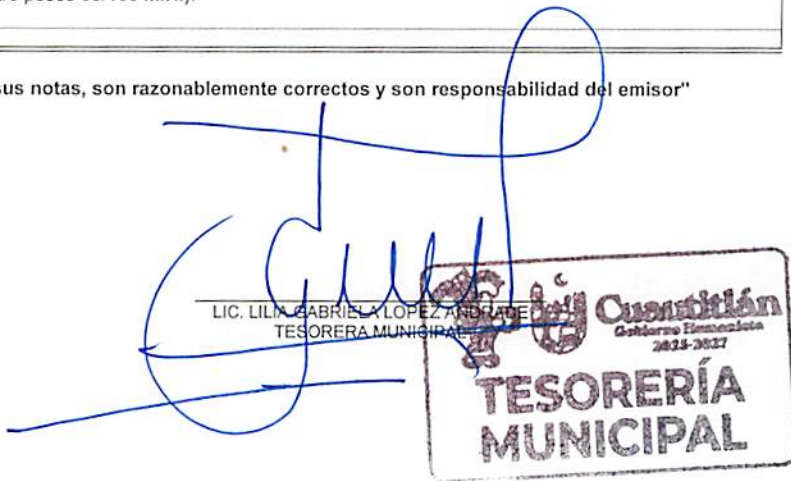 us notas, son razonablemente correctos y son responsabilidad del emisor"
LIC. LILIA GABRIELA LOPEZ ANDRADE
TESORERA MUNICIPAL
Cuautitlán
Gobierno Humanista
2025-2027
TESORERÍA
MUNICIPAL